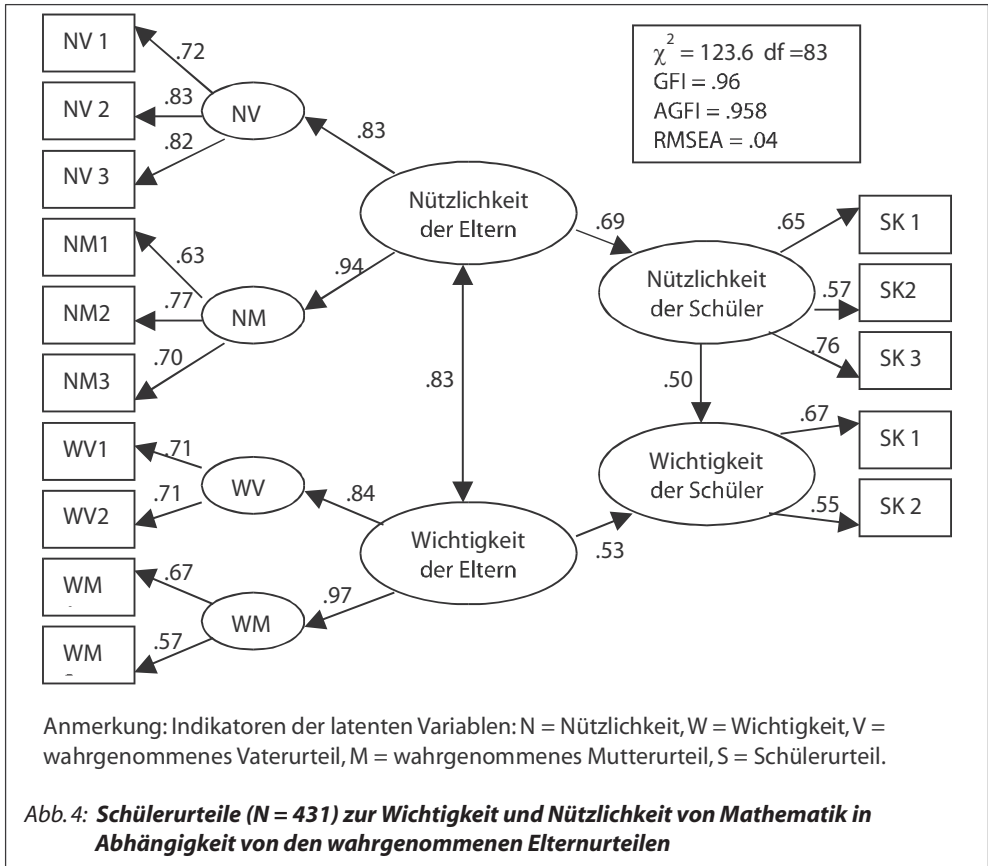 NV 1
NV 2
NV 3
NM1
NM2
NM3
WV1
WV2
WM
WM
.72
.83
.82
.63
.77
.70
.71
.71
.67
.57
NV
NM
WV
WM
.83
.94
.84
.97
Nützlichkeit
der Eltern
.83
Wichtigkeit
der Eltern
.69
.53
χ² = 123.6 df =83
GFI = .96
AGFI = .958
RMSEA = .04
Nützlichkeit
der Schüler
.50
Wichtigkeit
der Schüler
.65
.57
.76
.67
.55
SK 1
SK2
SK 3
SK 1
SK 2
Anmerkung: Indikatoren der latenten Variablen: N = Nützlichkeit, W = Wichtigkeit, V =
wahrgenommenes Vaterurteil, M = wahrgenommenes Mutterurteil, S = Schülerurteil.
Abb. 4: Schülerurteile (N = 431) zur Wichtigkeit und Nützlichkeit von Mathematik in
Abhängigkeit von den wahrgenommenen Elternurteilen